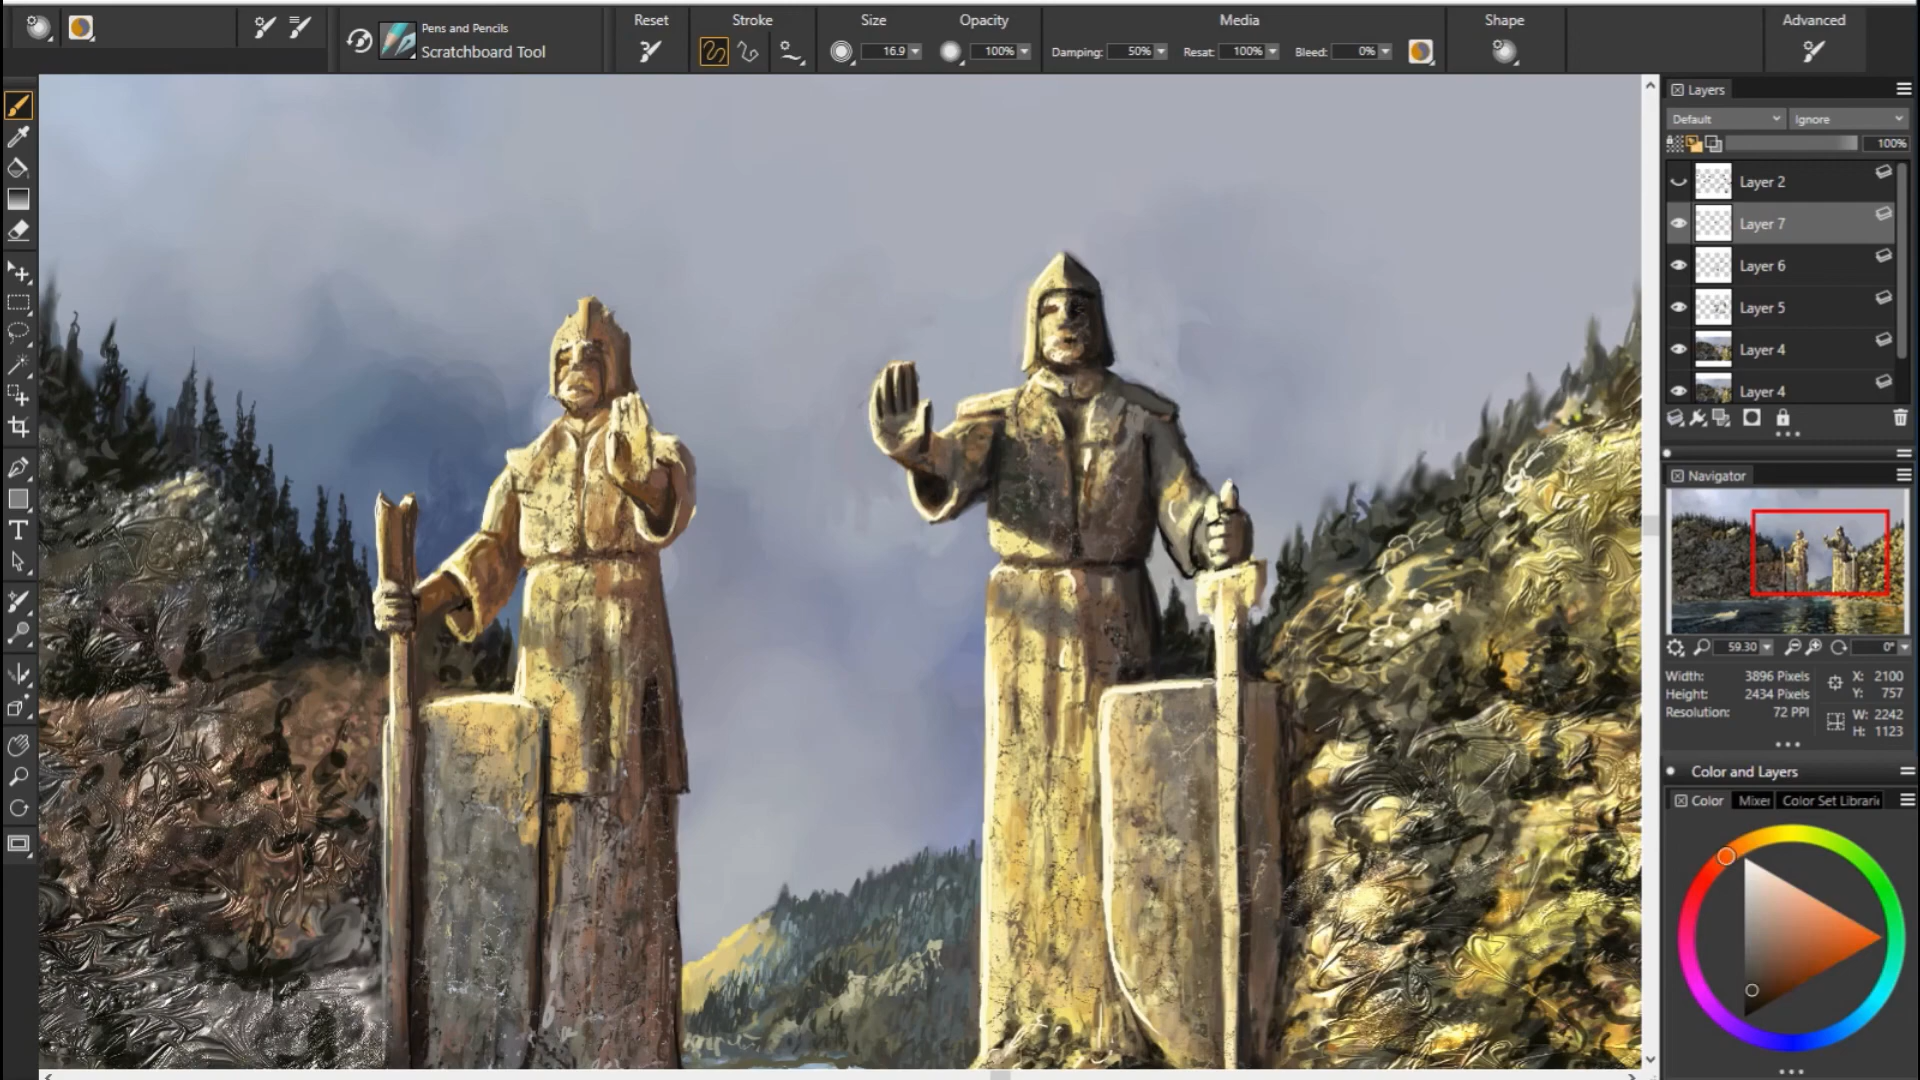 Reset
Stroke
Size
Opacity
Media
Shape
Advanced
Pens and Pencils
Scratchboard Tool
16.9
100%
Damping: 50%
Resat: 100%
Bleed: 0%
Layers
Default
Ignore
100%
Layer 2
Layer 7
Layer 6
Layer 5
Layer 4
Layer 4
Navigator
59.30
0°
Width: 3896 Pixels
Height: 2434 Pixels
Resolution: 72 PPI
X: 2100
Y: 757
W: 2242
H: 1123
Color and Layers
Color
Mixer
Color Set Librari
T